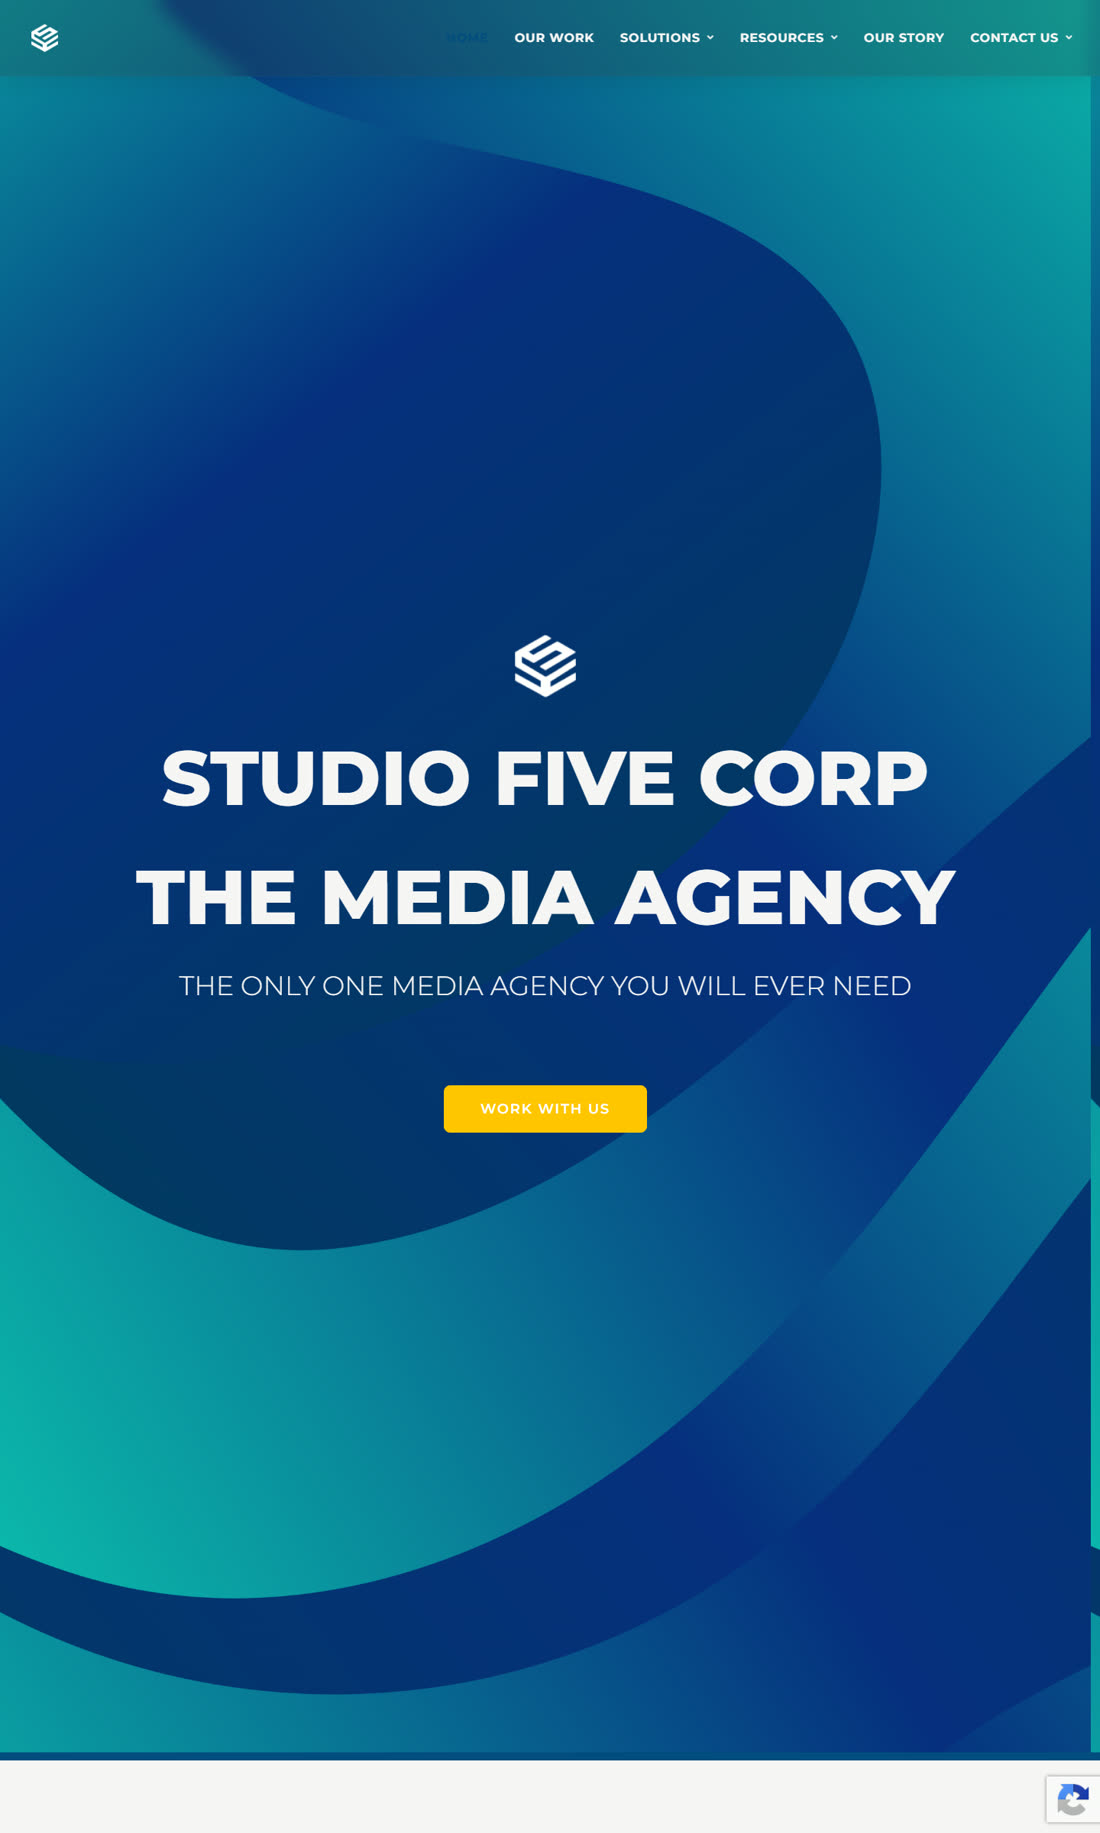 HOME OUR WORK SOLUTIONS RESOURCES OUR STORY CONTACT US
STUDIO FIVE CORP
THE MEDIA AGENCY
THE ONLY ONE MEDIA AGENCY YOU WILL EVER NEED
WORK WITH US